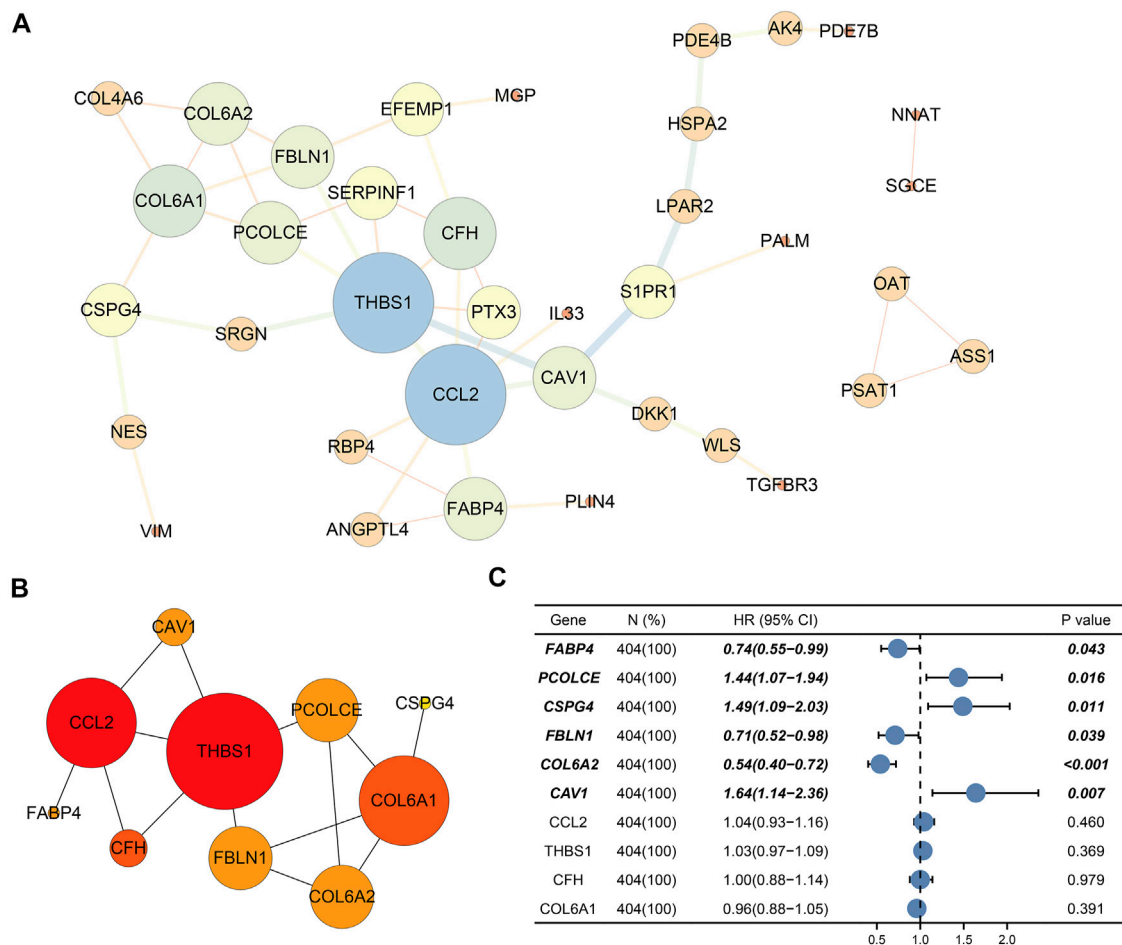 A
COL4A6
COL6A2
EFEMP1
MGP
PDE4B
AK4
PDE7B
NNAT
HSPA2
FBLN1
SERPINF1
COL6A1
PCOLCE
CFH
LPAR2
SGCE
PALM
THBS1
PTX3
IL33
S1PR1
OAT
CSPG4
SRGN
ASS1
PSAT1
CCL2
CAV1
DKK1
NES
RBP4
WLS
TGFBR3
VIM
ANGPTL4
FABP4
PLIN4
B
CAV1
CCL2
THBS1
PCOLCE
CSPG4
COL6A1
FABP4
CFH
FBLN1
COL6A2
C
Gene N (%) HR (95% CI) P value
FABP4 404(100) 0.74(0.55−0.99) 0.043
PCOLCE 404(100) 1.44(1.07−1.94) 0.016
CSPG4 404(100) 1.49(1.09−2.03) 0.011
FBLN1 404(100) 0.71(0.52−0.98) 0.039
COL6A2 404(100) 0.54(0.40−0.72) <0.001
CAV1 404(100) 1.64(1.14−2.36) 0.007
CCL2 404(100) 1.04(0.93−1.16) 0.460
THBS1 404(100) 1.03(0.97−1.09) 0.369
CFH 404(100) 1.00(0.88−1.14) 0.979
COL6A1 404(100) 0.96(0.88−1.05) 0.391
0.5 1.0 1.5 2.0